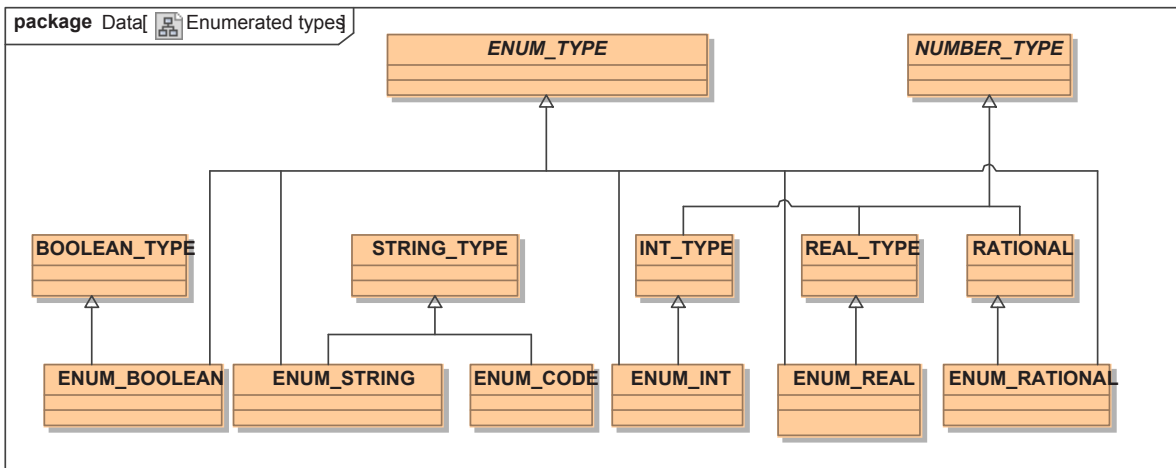 package Data[ Enumerated types]
ENUM_TYPE
NUMBER_TYPE
BOOLEAN_TYPE
STRING_TYPE
INT_TYPE
REAL_TYPE
RATIONAL
ENUM_BOOLEAN
ENUM_STRING
ENUM_CODE
ENUM_INT
ENUM_REAL
ENUM_RATIONAL